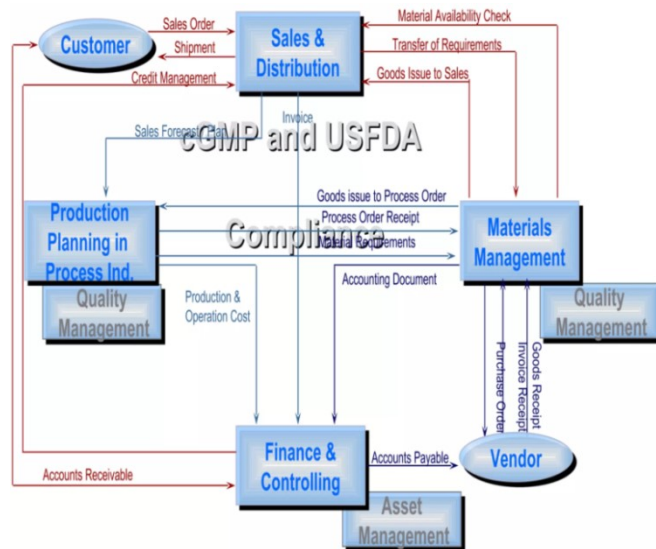 Material Availability Check
Sales Order
Customer
Sales &
Distribution
Shipment
Transfer of Requirements
Credit Management
Goods Issue to Sales
Invoice
Sales Forecast / Plan
cGMP and USFDA
Compliance
Goods issue to Process Order
Production
Planning in
Process Ind.
Process Order Receipt
Material Requirements
Materials
Management
Quality
Management
Production &
Operation Cost
Accounting Document
Quality
Management
Purchase Order
Invoice Receipt
Goods Receipt
Finance &
Controlling
Accounts Payable
Vendor
Accounts Receivable
Asset
Management